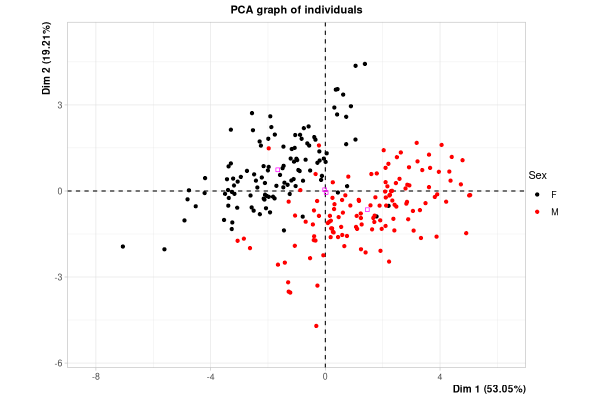 PCA graph of individuals
Dim 2 (19.21%)
3
0
-3
-6
-8
-4
0
4
Dim 1 (53.05%)
Sex
F
M